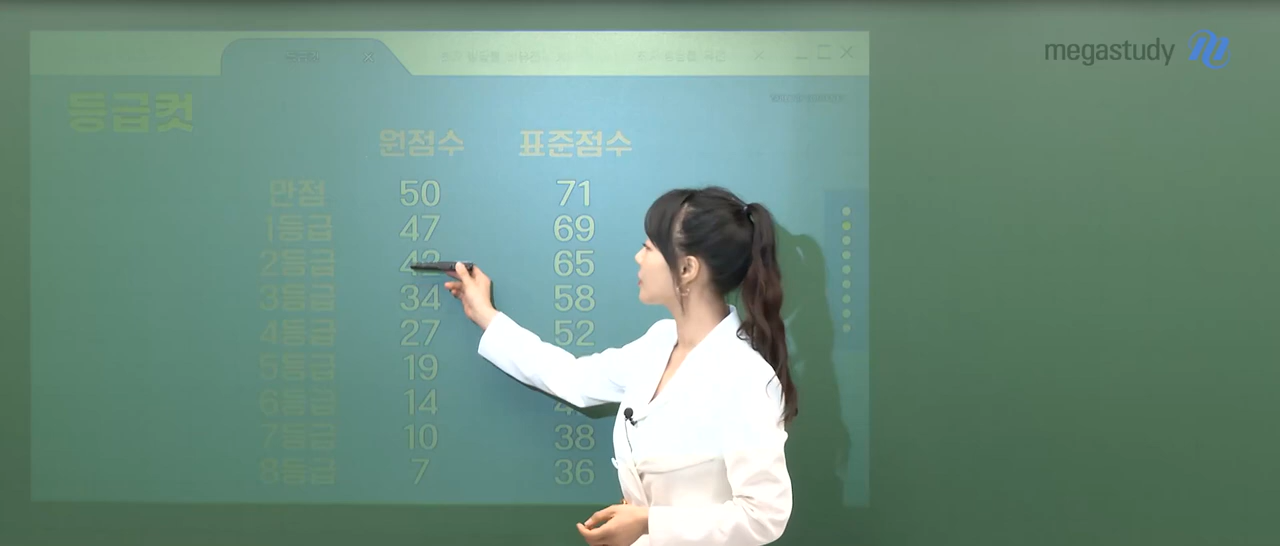 megastudy
등급컷
원점수 표준점수
만점 50 71
1등급 47 69
2등급 65
3등급 34 58
4등급 27 52
5등급 19
6등급 14
7등급 10 38
8등급 7 36